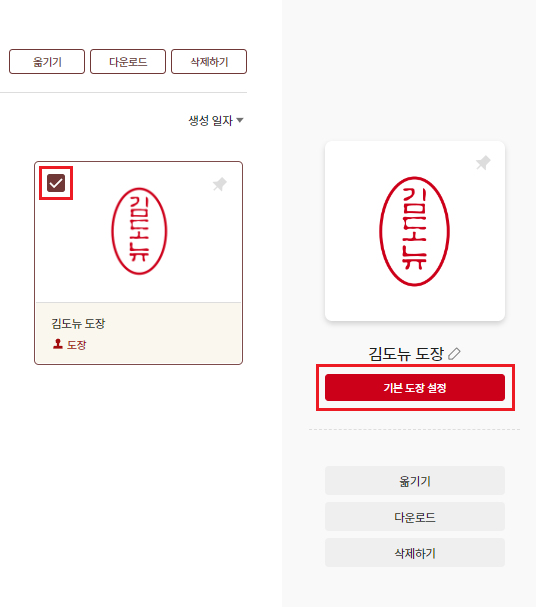 옮기기 다운로드 삭제하기
생성 일자
김도뉴
김도뉴 도장
도장
김도뉴
김도뉴 도장
기본 도장 설정
옮기기
다운로드
삭제하기